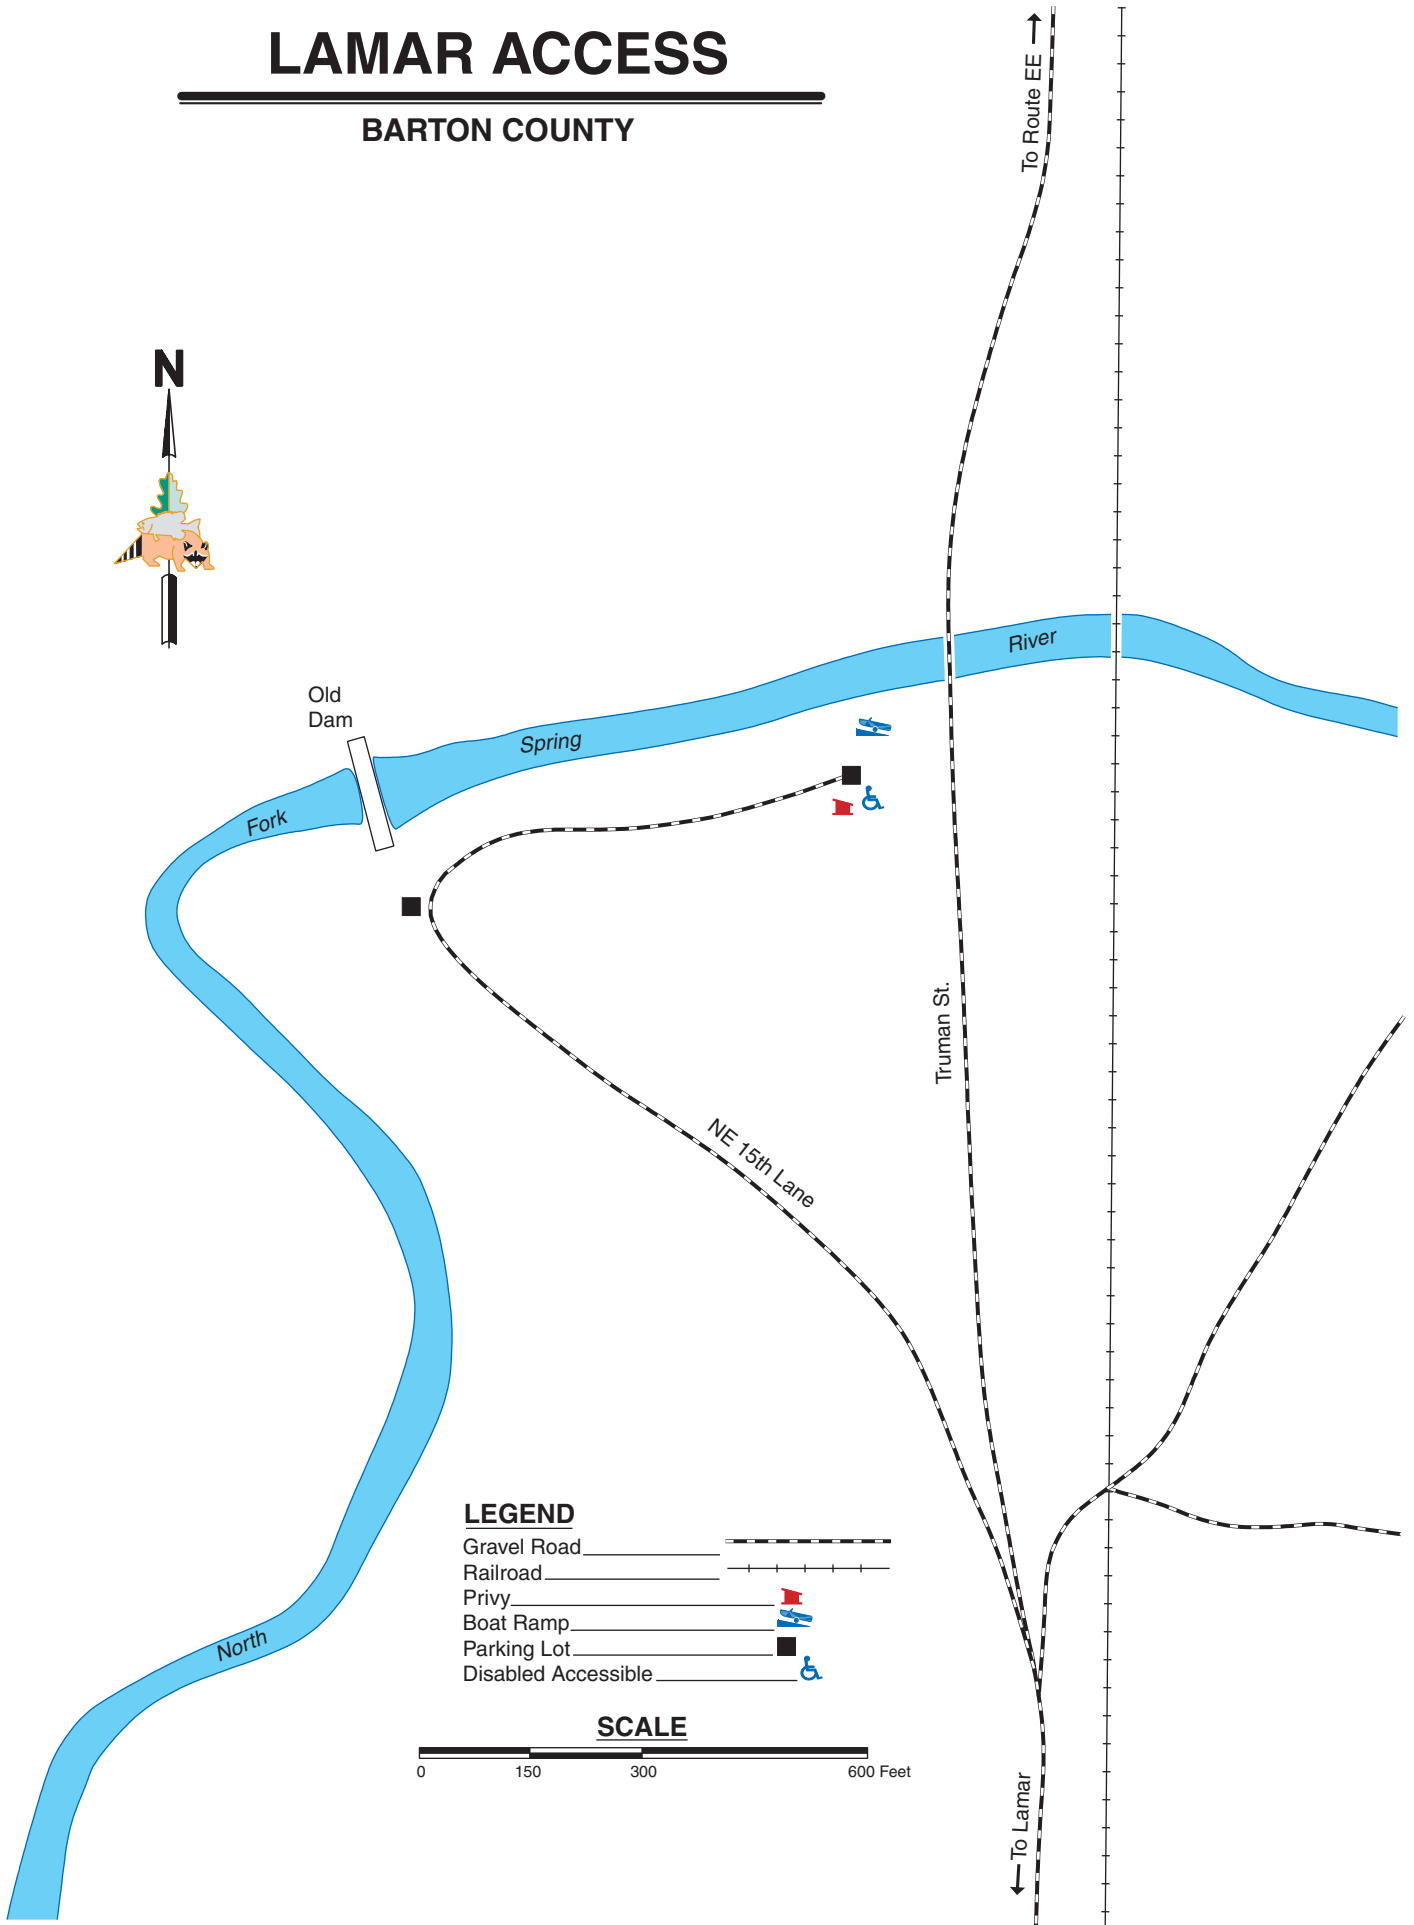 LAMAR ACCESS
BARTON COUNTY
To Route EE
N
River
Old
Dam
Spring
Fork
Truman St.
NE 15th Lane
LEGEND
Gravel Road
Railroad
Privy
Boat Ramp
Parking Lot
Disabled Accessible
North
SCALE
0 150 300 600 Feet
To Lamar